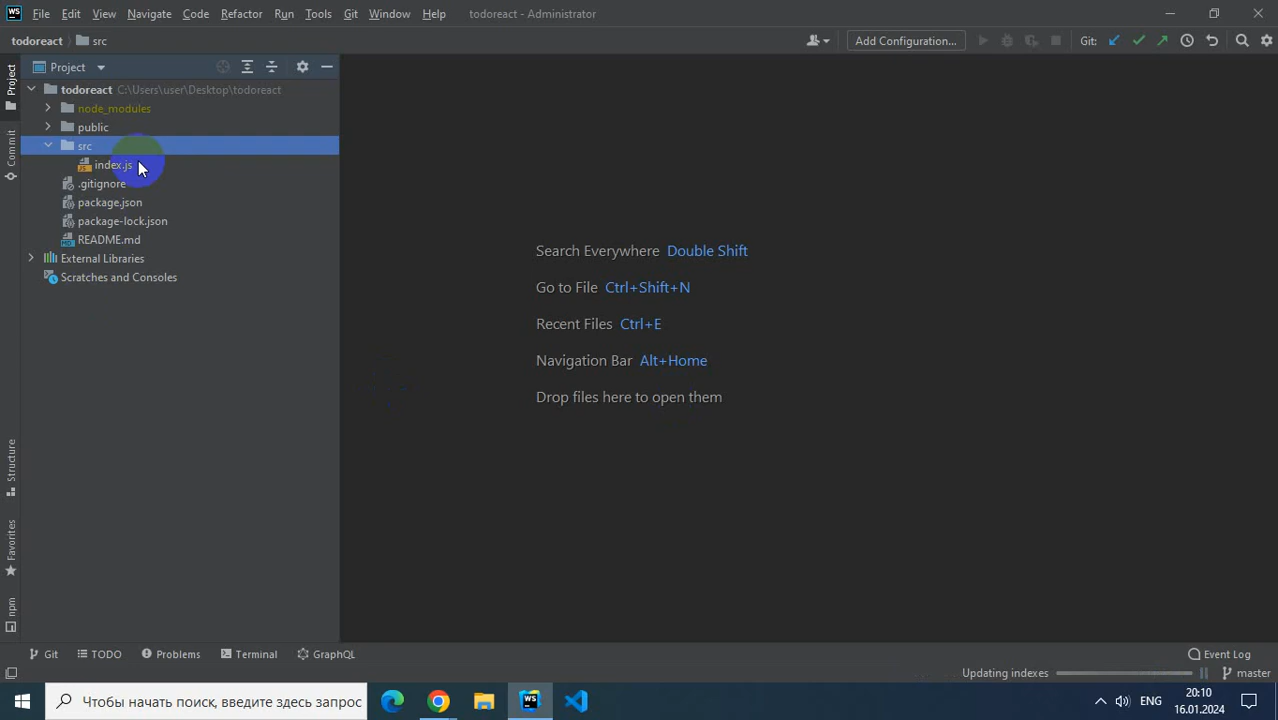 WS File Edit View Navigate Code Refactor Run Tools Git Window Help todoreact - Administrator
todoreact src Add Configuration... Git:
Project
Project
todoreact C:\Users\user\Desktop\todoreact
node_modules
public
Commit
src
index.js
.gitignore
package.json
package-lock.json
README.md
External Libraries
Scratches and Consoles
Search Everywhere Double Shift
Go to File Ctrl+Shift+N
Recent Files Ctrl+E
Navigation Bar Alt+Home
Drop files here to open them
Structure
Favorites
npm
Git TODO Problems Terminal GraphQL Event Log
Updating indexes master
Чтобы начать поиск, введите здесь запрос
ENG
20:10
16.01.2024